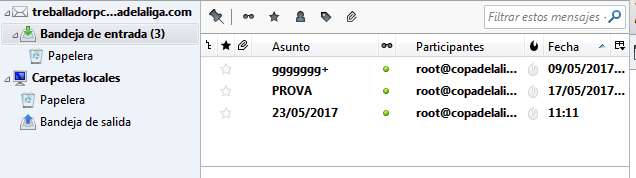 treballadorpc...adelaliga.com
Bandeja de entrada (3)
Papelera
Carpetas locales
Papelera
Bandeja de salida
Filtrar estos mensajes
Asunto Participantes Fecha
ggggggg+ root@copadelali... 09/05/2017...
PROVA root@copadelali... 17/05/2017...
23/05/2017 root@copadelali... 11:11